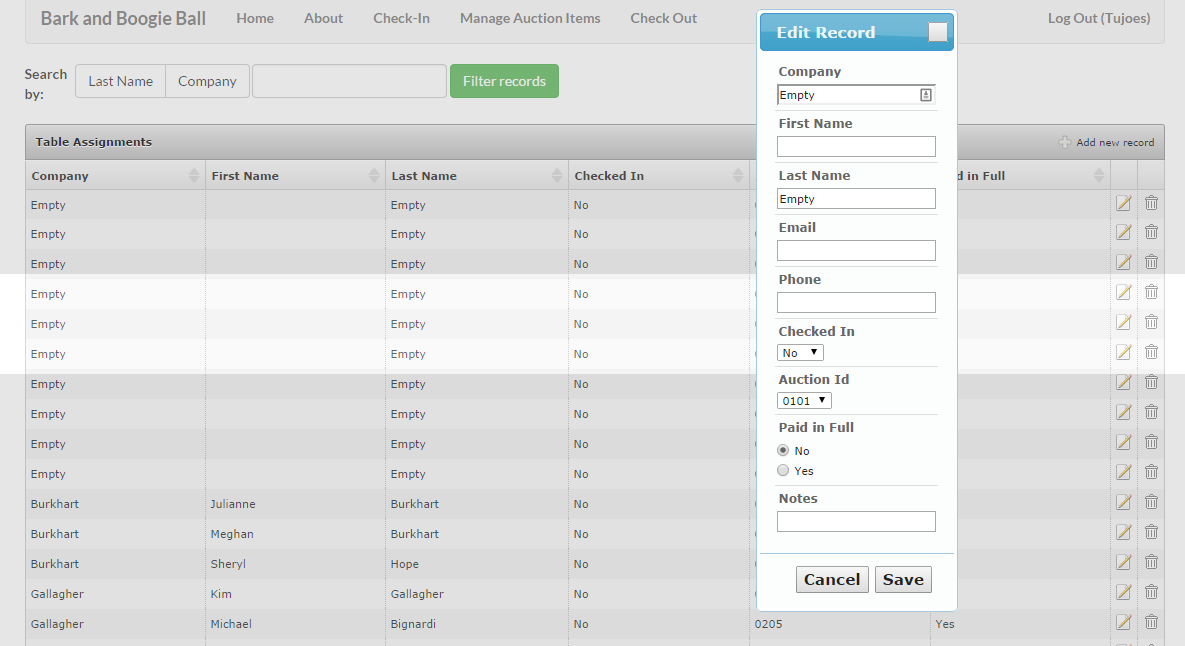 Bark and Boogie Ball Home About Check-In Manage Auction Items Check Out Log Out (Tujoes)
Search by: Last Name Company Filter records
Table Assignments Add new record
Company First Name Last Name Checked In d in Full
Empty Empty No
Empty Empty No
Empty Empty No
Empty Empty No
Empty Empty No
Empty Empty No
Empty Empty No
Empty Empty No
Empty Empty No
Empty Empty No
Burkhart Julianne Burkhart No
Burkhart Meghan Burkhart No
Burkhart Sheryl Hope No
Gallagher Kim Gallagher No
Gallagher Michael Bignardi No 0205 Yes
Edit Record
Company
Empty
First Name
Last Name
Empty
Email
Phone
Checked In
No
Auction Id
0101
Paid in Full
No
Yes
Notes
Cancel Save